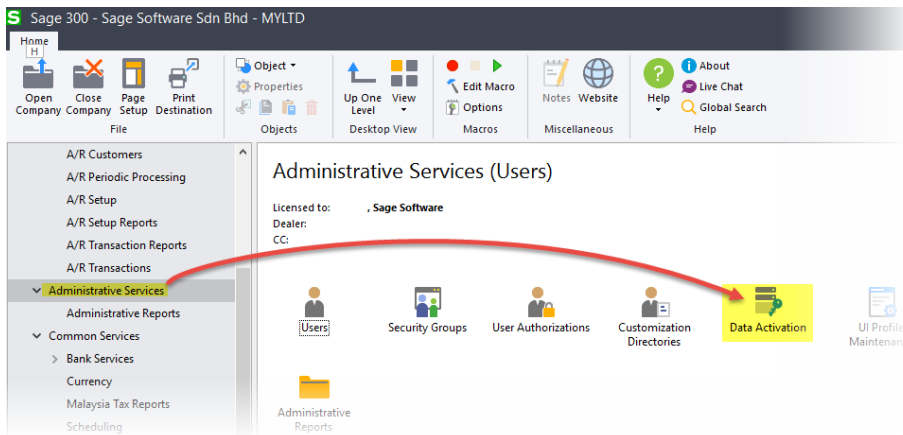 S Sage 300 - Sage Software Sdn Bhd - MYLTD
Home
H
Open Company
Close Company
Page Setup
Print Destination
File
Object
Properties
Objects
Up One Level
View
Desktop View
Edit Macro
Options
Macros
Notes
Website
Miscellaneous
Help
About
Live Chat
Global Search
Help
A/R Customers
A/R Periodic Processing
A/R Setup
A/R Setup Reports
A/R Transaction Reports
A/R Transactions
Administrative Services
Administrative Reports
Common Services
Bank Services
Currency
Malaysia Tax Reports
Scheduling
Administrative Services (Users)
Licensed to: , Sage Software
Dealer:
CC:
Users
Security Groups
User Authorizations
Customization
Directories
Data Activation
UI Profile
Maintenan
Administrative
Reports